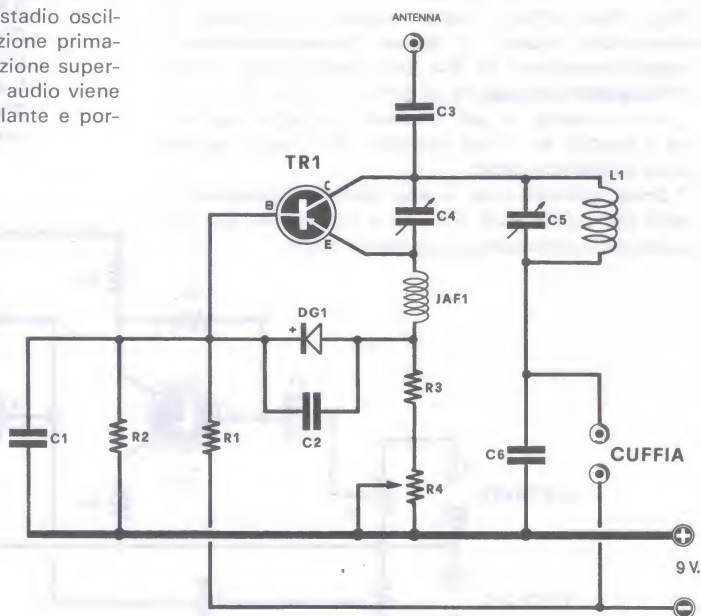 stadio oscil-
zione prima-
zione super-
audio viene
lante e por-
ANTENNA
C3
TR1
C
B
E
C4
C5
L1
JAF1
DG1
+
C2
R3
C1
R2
R1
R4
C6
CUFFIA
+
9 V.
-